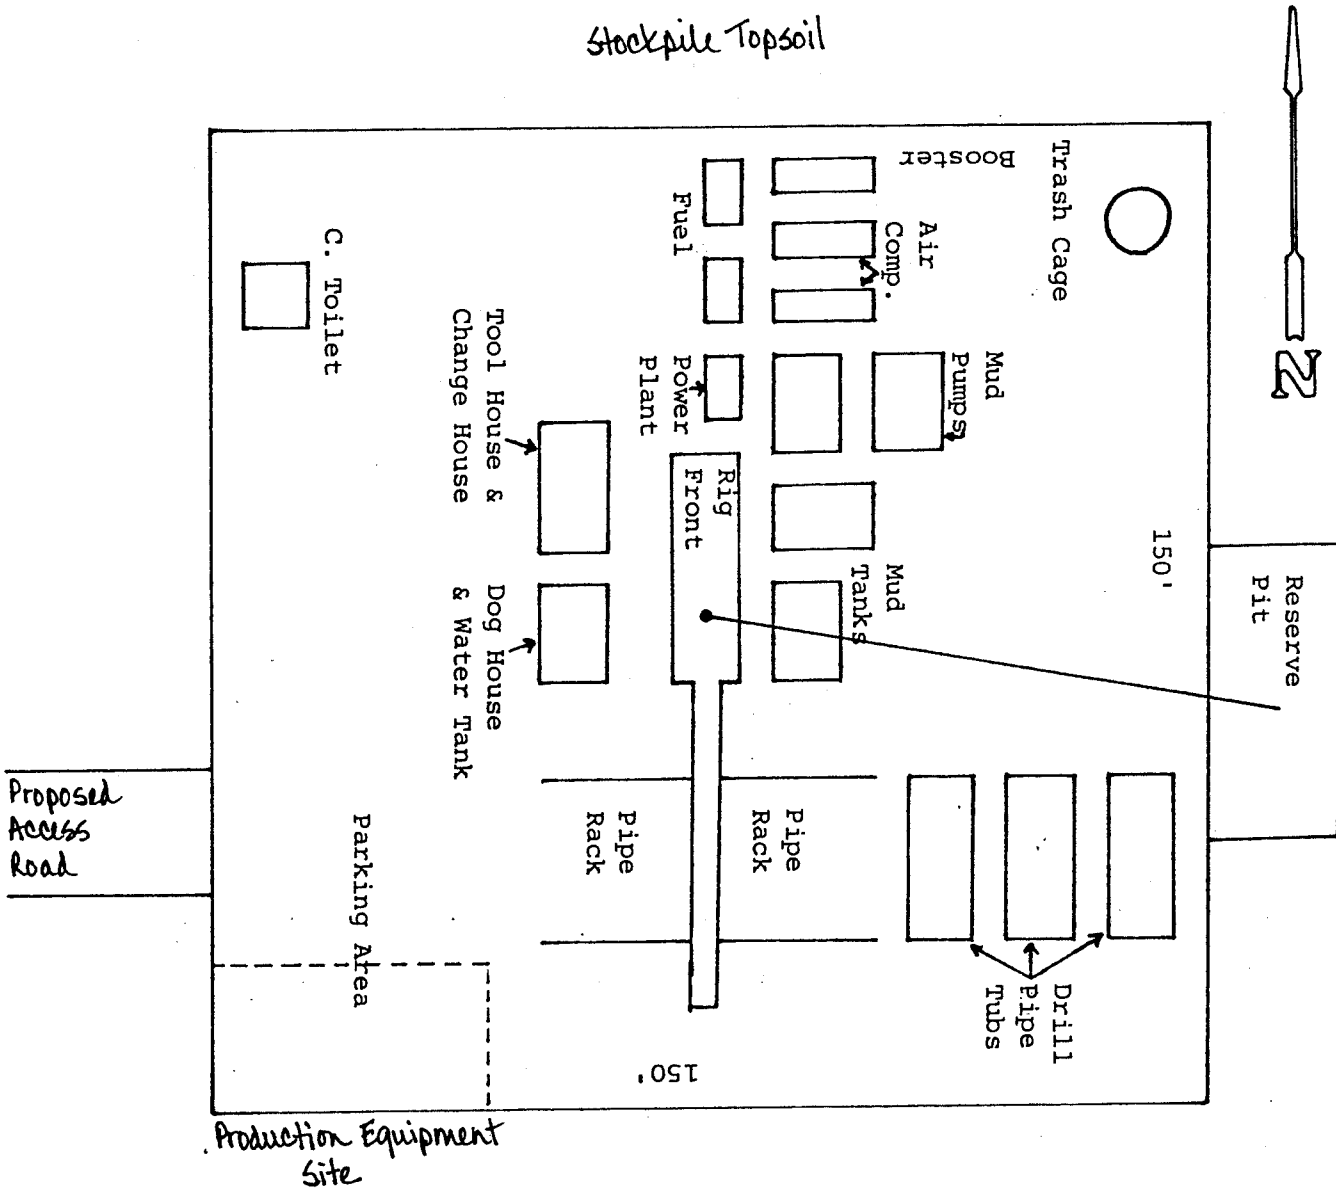 Stockpile Topsoil
N
Booster
Trash Cage
Fuel
Air
Comp.
C. Toilet
Tool House &
Change House
Power
Plant
Mud
Pumps
Rig
Front
150'
Reserve
Pit
Mud
Tanks
Dog House
& Water Tank
Proposed
Access
Road
Parking Area
Pipe
Rack
Pipe
Rack
Drill
Pipe
Tubs
150'
Production Equipment
Site